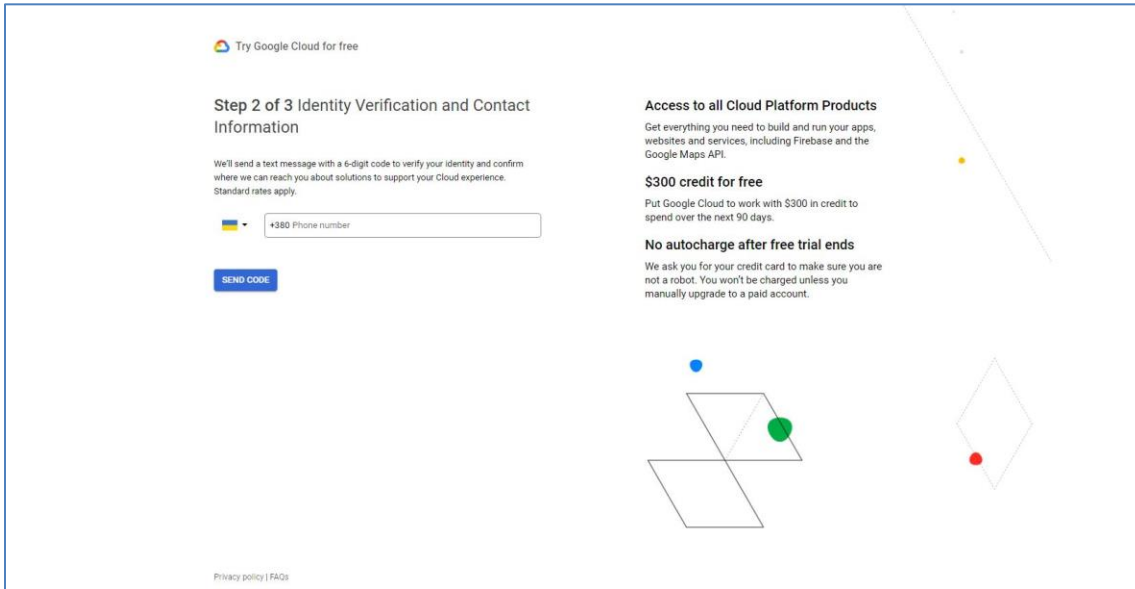 Try Google Cloud for free
Step 2 of 3 Identity Verification and Contact
Information
We'll send a text message with a 6-digit code to verify your identity and confirm
where we can reach you about solutions to support your Cloud experience.
Standard rates apply.
+380 Phone number
SEND CODE
Access to all Cloud Platform Products
Get everything you need to build and run your apps,
websites and services, including Firebase and the
Google Maps API.
$300 credit for free
Put Google Cloud to work with $300 in credit to
spend over the next 90 days.
No autocharge after free trial ends
We ask you for your credit card to make sure you are
not a robot. You won't be charged unless you
manually upgrade to a paid account.
Privacy policy | FAQs